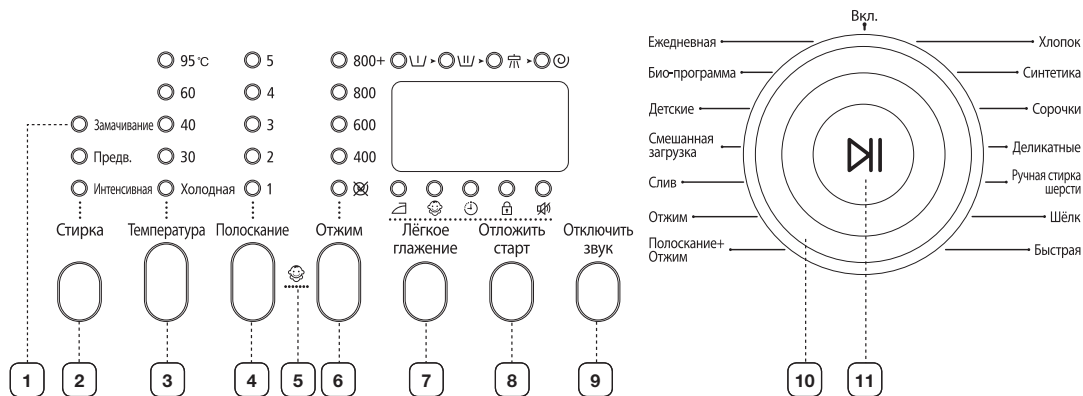 95 °C
60
Замачивание 40
Предв. 30
Интенсивная Холодная
5
4
3
2
1
800+
800
600
400
Стирка
Температура
Полоскание
Отжим
Лёгкое
глажение
Отложить
старт
Отключить
звук
1
2
3
4
5
6
7
8
9
Вкл.
Ежедневная
Био-программа
Детские
Смешанная
загрузка
Слив
Отжим
Полоскание+
Отжим
Хлопок
Синтетика
Сорочки
Деликатные
Ручная стирка
шерсти
Шёлк
Быстрая
10
11